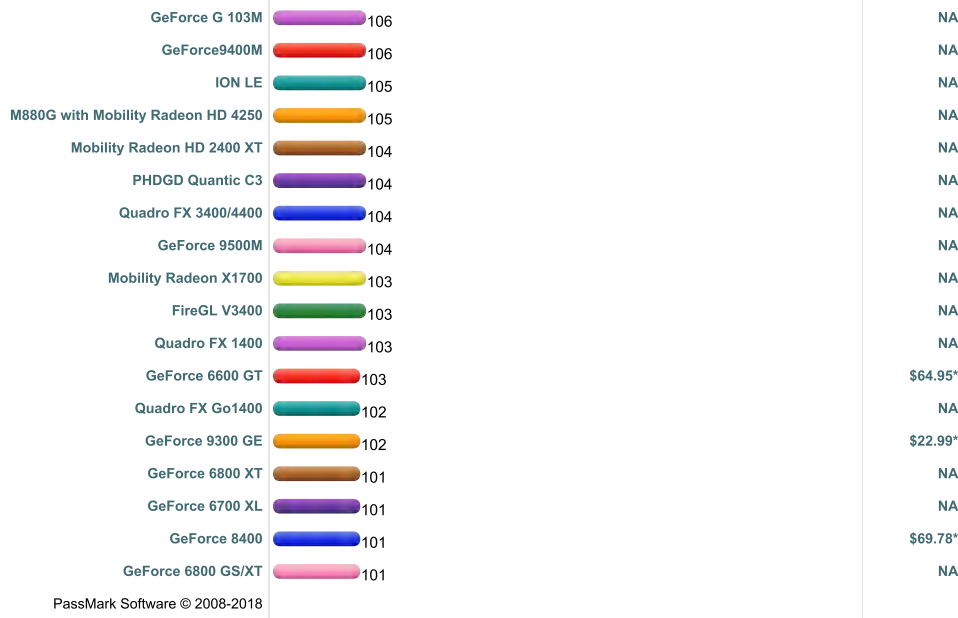 GeForce G 103M 106 NA
GeForce9400M 106 NA
ION LE 105 NA
M880G with Mobility Radeon HD 4250 105 NA
Mobility Radeon HD 2400 XT 104 NA
PHDGD Quantic C3 104 NA
Quadro FX 3400/4400 104 NA
GeForce 9500M 104 NA
Mobility Radeon X1700 103 NA
FireGL V3400 103 NA
Quadro FX 1400 103 NA
GeForce 6600 GT 103 $64.95*
Quadro FX Go1400 102 NA
GeForce 9300 GE 102 $22.99*
GeForce 6800 XT 101 NA
GeForce 6700 XL 101 NA
GeForce 8400 101 $69.78*
GeForce 6800 GS/XT 101 NA
PassMark Software © 2008-2018